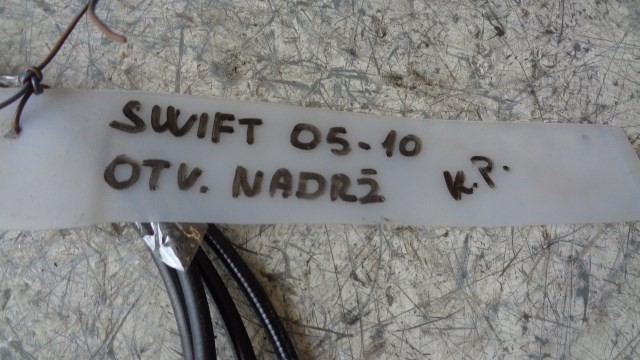 SWIFT 05-10
OTV. NADRŽ K.P.